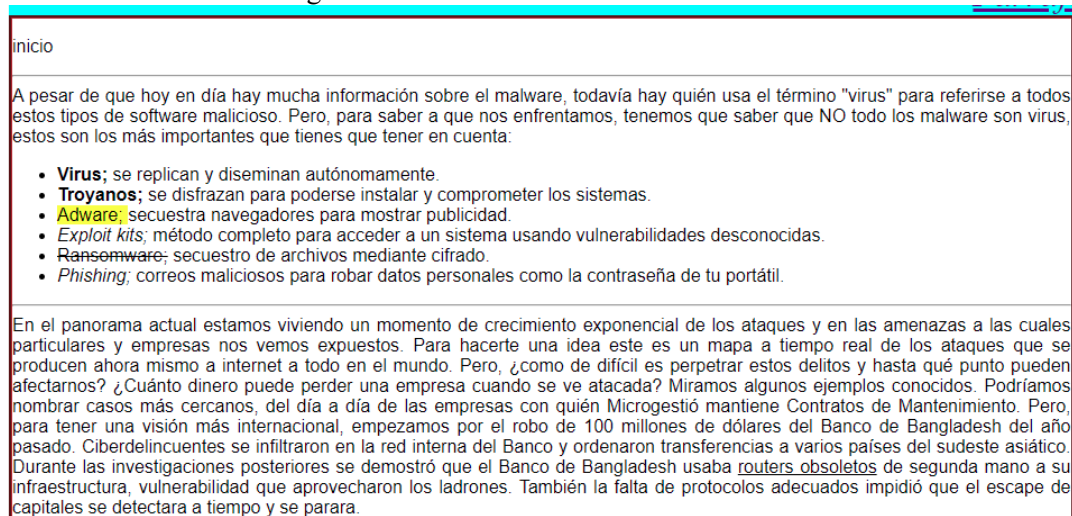 inicio
A pesar de que hoy en día hay mucha información sobre el malware, todavía hay quién usa el término "virus" para referirse a todos
estos tipos de software malicioso. Pero, para saber a que nos enfrentamos, tenemos que saber que NO todo los malware son virus,
estos son los más importantes que tienes que tener en cuenta:
• Virus; se replican y diseminan autónomamente.
• Troyanos; se disfrazan para poderse instalar y comprometer los sistemas.
• Adware; secuestra navegadores para mostrar publicidad.
• Exploit kits; método completo para acceder a un sistema usando vulnerabilidades desconocidas.
• Ransomware; secuestro de archivos mediante cifrado.
• Phishing; correos maliciosos para robar datos personales como la contraseña de tu portátil.
En el panorama actual estamos viviendo un momento de crecimiento exponencial de los ataques y en las amenazas a las cuales
particulares y empresas nos vemos expuestos. Para hacerte una idea este es un mapa a tiempo real de los ataques que se
producen ahora mismo a internet a todo en el mundo. Pero, ¿como de difícil es perpetrar estos delitos y hasta qué punto pueden
afectarnos? ¿Cuánto dinero puede perder una empresa cuando se ve atacada? Miramos algunos ejemplos conocidos. Podríamos
nombrar casos más cercanos, del día a día de las empresas con quién Microgestió mantiene Contratos de Mantenimiento. Pero,
para tener una visión más internacional, empezamos por el robo de 100 millones de dólares del Banco de Bangladesh del año
pasado. Ciberdelincuentes se infiltraron en la red interna del Banco y ordenaron transferencias a varios países del sudeste asiático.
Durante las investigaciones posteriores se demostró que el Banco de Bangladesh usaba routers obsoletos de segunda mano a su
infraestructura, vulnerabilidad que aprovecharon los ladrones. También la falta de protocolos adecuados impidió que el escape de
capitales se detectara a tiempo y se parara.